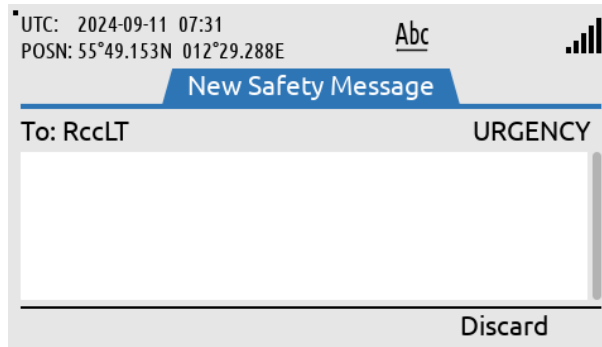 UTC: 2024-09-11 07:31
POSN: 55°49.153N 012°29.288E
Abc
New Safety Message
To: RccLT
URGENCY
Discard